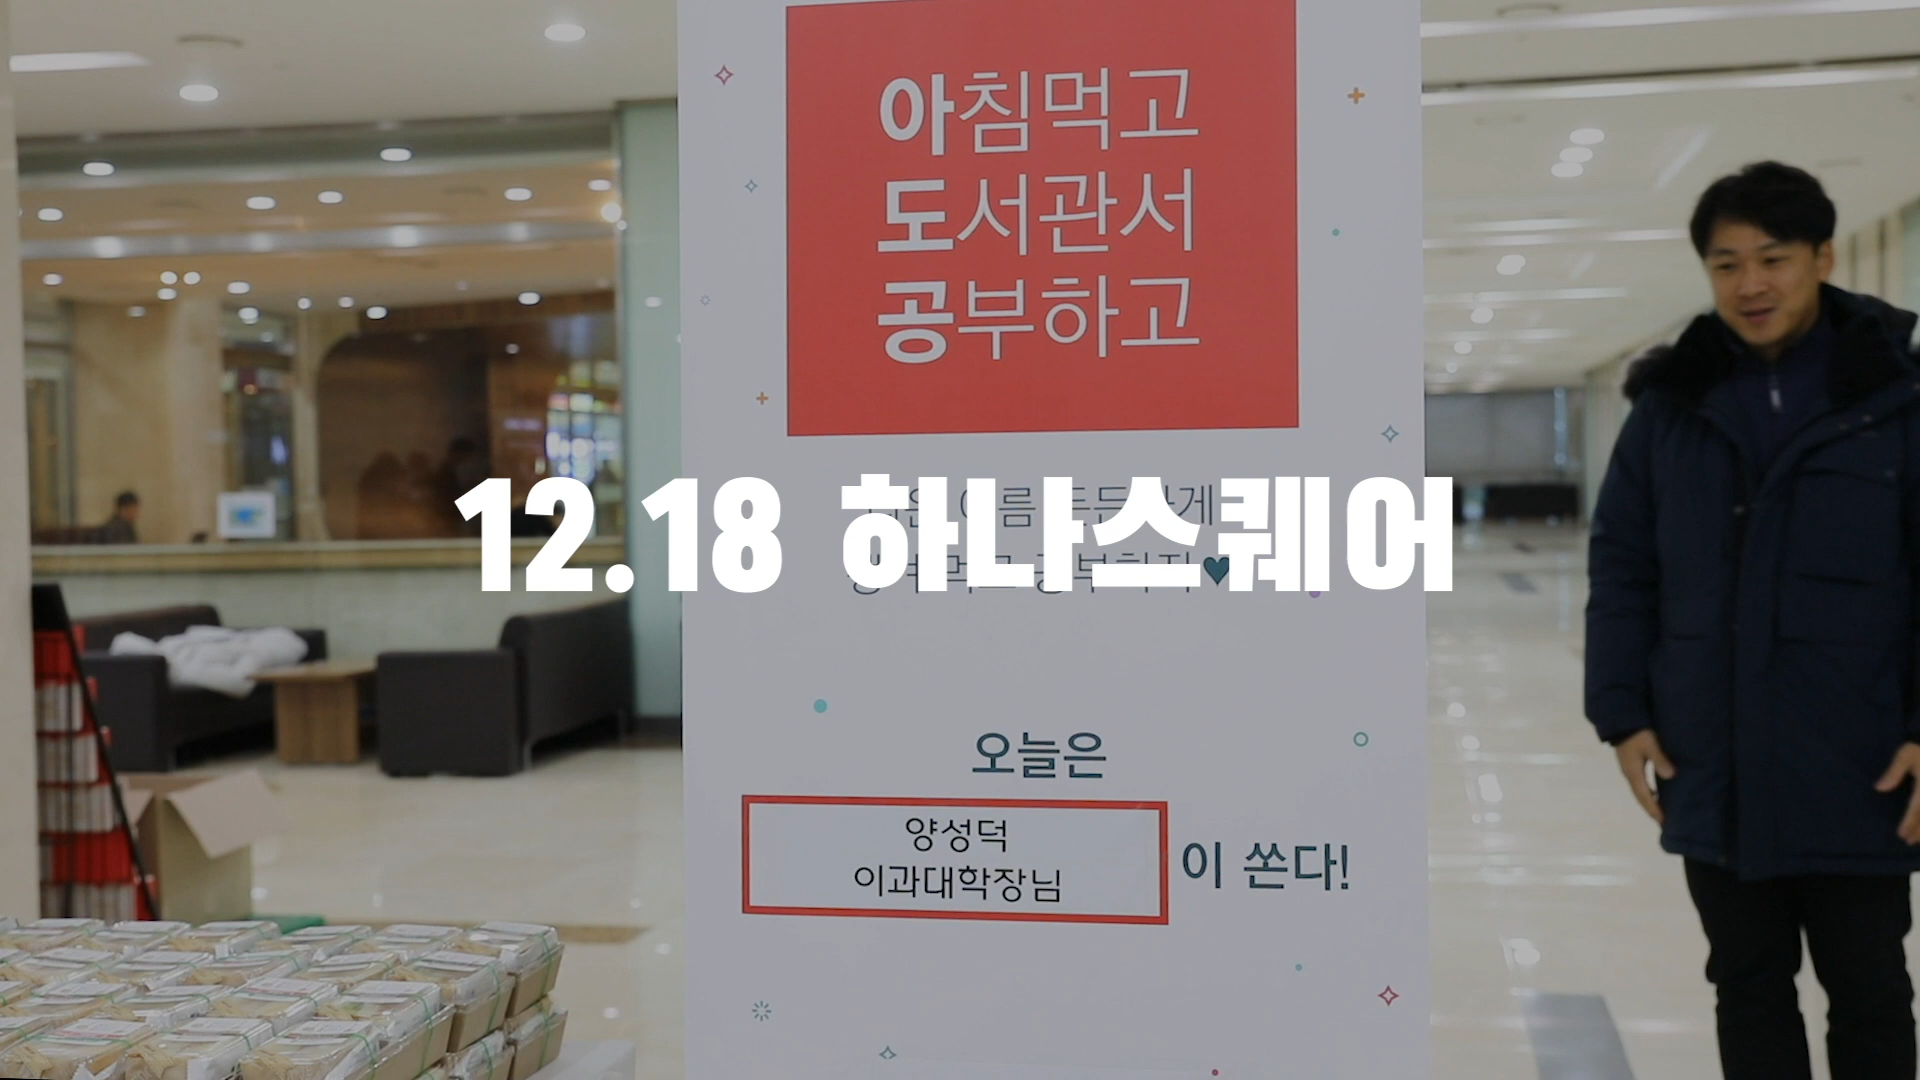 아침먹고
도서관서
공부하고
12.18 하나스퀘어
오늘은
양성덕
이과대학장님
이 쏜다!